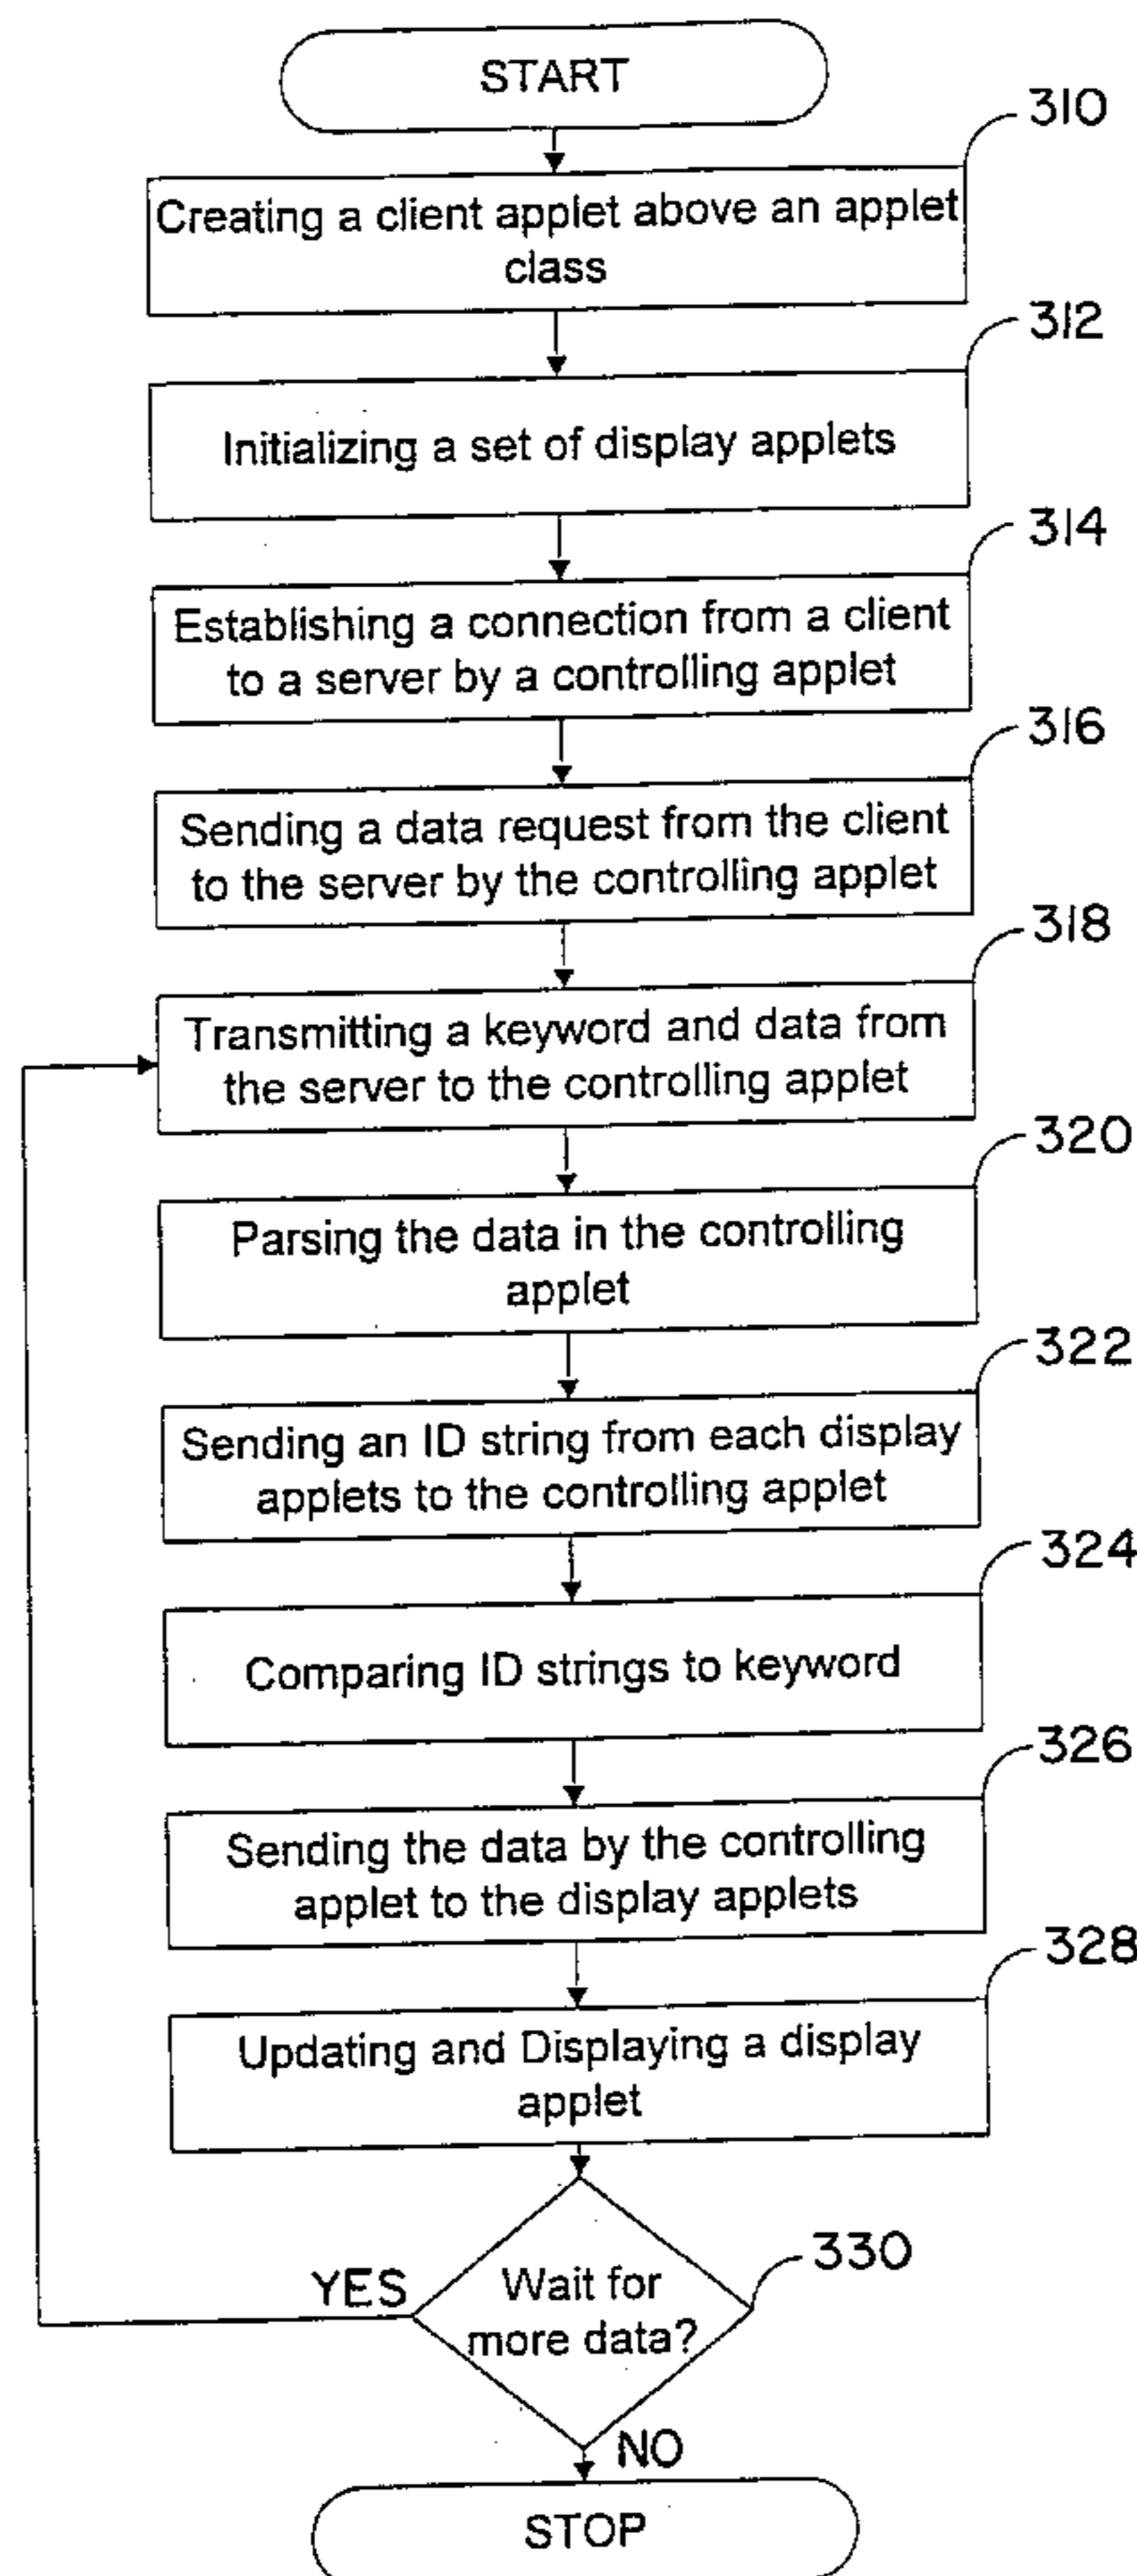 START
310
Creating a client applet above an applet
class
312
Initializing a set of display applets
314
Establishing a connection from a client
to a server by a controlling applet
316
Sending a data request from the client
to the server by the controlling applet
318
Transmitting a keyword and data from
the server to the controlling applet
320
Parsing the data in the controlling
applet
322
Sending an ID string from each display
applets to the controlling applet
324
Comparing ID strings to keyword
326
Sending the data by the controlling
applet to the display applets
328
Updating and Displaying a display
applet
330
YES
Wait for
more data?
NO
STOP